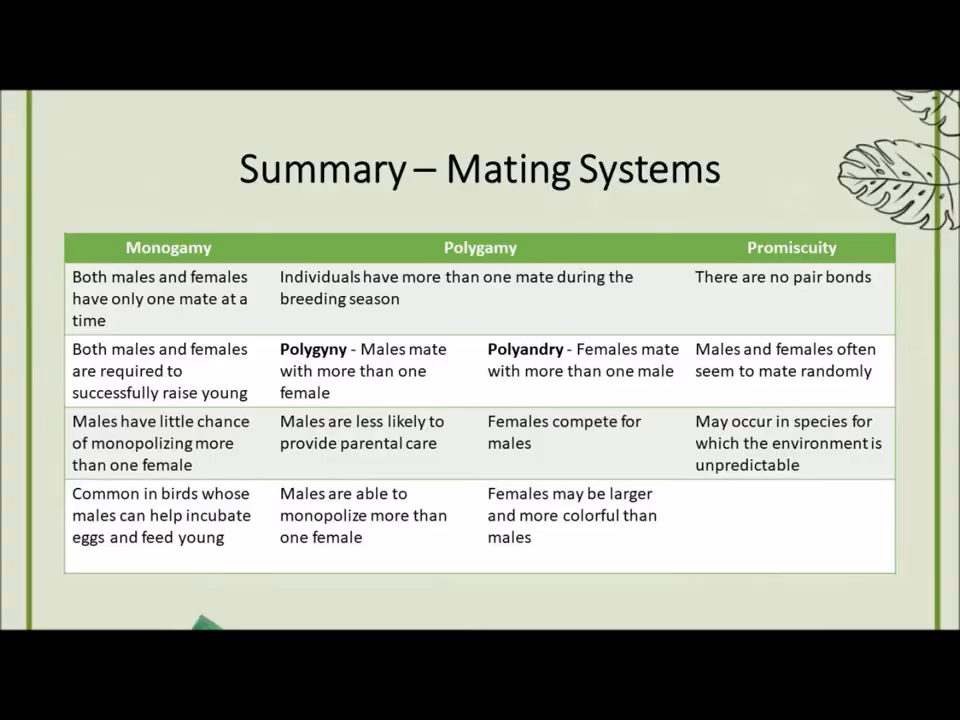 Summary – Mating Systems
Monogamy
Polygamy
Promiscuity
Both males and females
have only one mate at a
time
Individuals have more than one mate during the
breeding season
There are no pair bonds
Both males and females
are required to
successfully raise young
Polygyny - Males mate
with more than one
female
Polyandry - Females mate
with more than one male
Males and females often
seem to mate randomly
Males have little chance
of monopolizing more
than one female
Males are less likely to
provide parental care
Females compete for
males
May occur in species for
which the environment is
unpredictable
Common in birds whose
males can help incubate
eggs and feed young
Males are able to
monopolize more than
one female
Females may be larger
and more colorful than
males